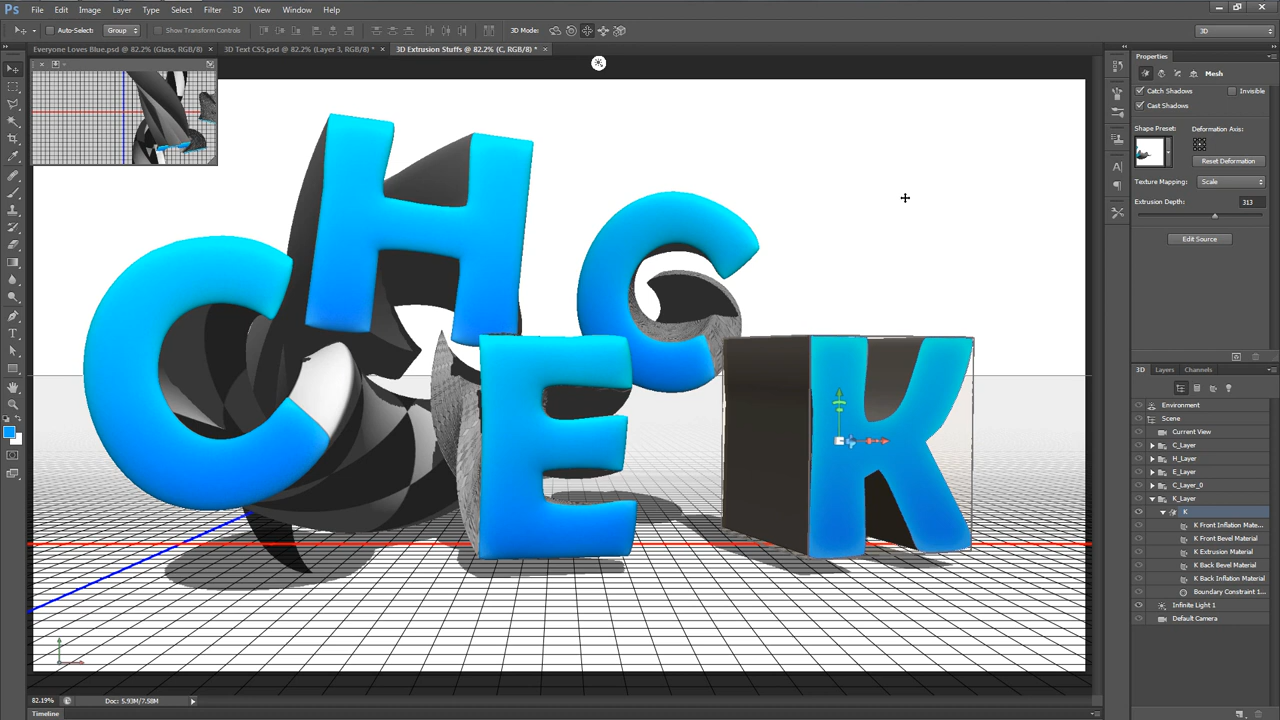 Ps File Edit Image Layer Type Select Filter 3D View Window Help
Auto-Select: Group Show Transform Controls 3D Mode: 3D
Everyone Loves Blue.psd @ 82.2% (Glass, RGB/8) × 3D Text CS5.psd @ 82.2% (Layer 3, RGB/8) * × 3D Extrusion Stuffs @ 82.2% (C, RGB/8) * ×
Properties
Mesh
Catch Shadows Invisible
Cast Shadows
Shape Preset: Deformation Axis:
Reset Deformation
Texture Mapping: Scale
Extrusion Depth: 313
Edit Source
C H E C K
3D Layers Channels
Environment
Scene
Current View
C_Layer
H_Layer
E_Layer
C_Layer_0
K_Layer
K
K Front Inflation Mate...
K Front Bevel Material
K Extrusion Material
K Back Bevel Material
K Back Inflation Material
Boundary Constraint 1...
Infinite Light 1
Default Camera
82.19% Doc: 5.93M/7.58M
Timeline